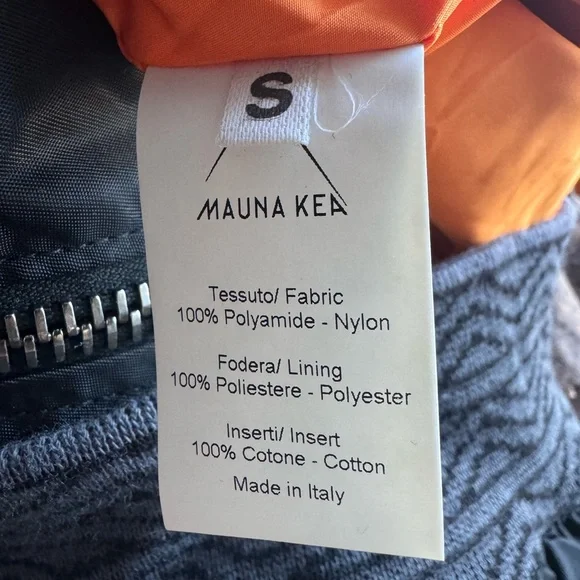 S
MAUNA KEA
Tessuto/ Fabric
100% Polyamide - Nylon
Fodera/ Lining
100% Poliestere - Polyester
Inserti/ Insert
100% Cotone - Cotton
Made in Italy